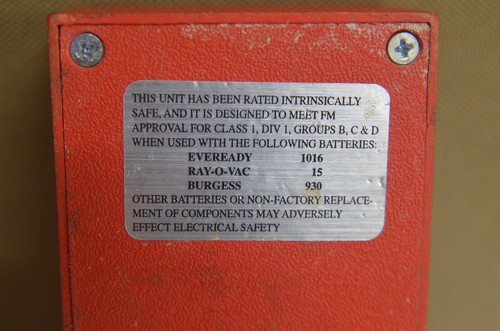 THIS UNIT HAS BEEN RATED INTRINSICALLY
SAFE, AND IT IS DESIGNED TO MEET FM
APPROVAL FOR CLASS 1, DIV 1, GROUPS B, C & D
WHEN USED WITH THE FOLLOWING BATTERIES:
EVEREADY 1016
RAY-O-VAC 15
BURGESS 930
OTHER BATTERIES OR NON-FACTORY REPLACE-
MENT OF COMPONENTS MAY ADVERSELY
EFFECT ELECTRICAL SAFETY